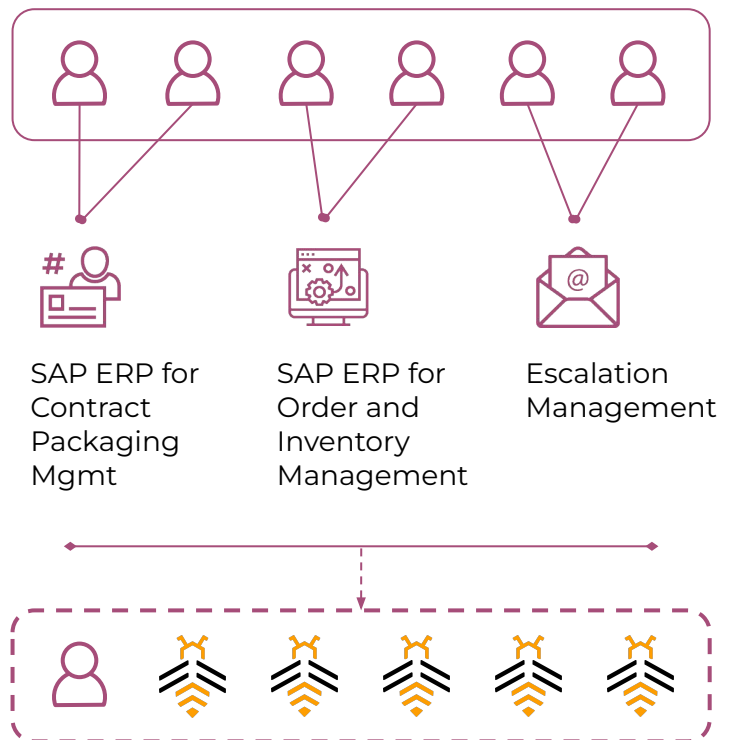 #
@
SAP ERP for
Contract
Packaging
Mgmt
SAP ERP for
Order and
Inventory
Management
Escalation
Management